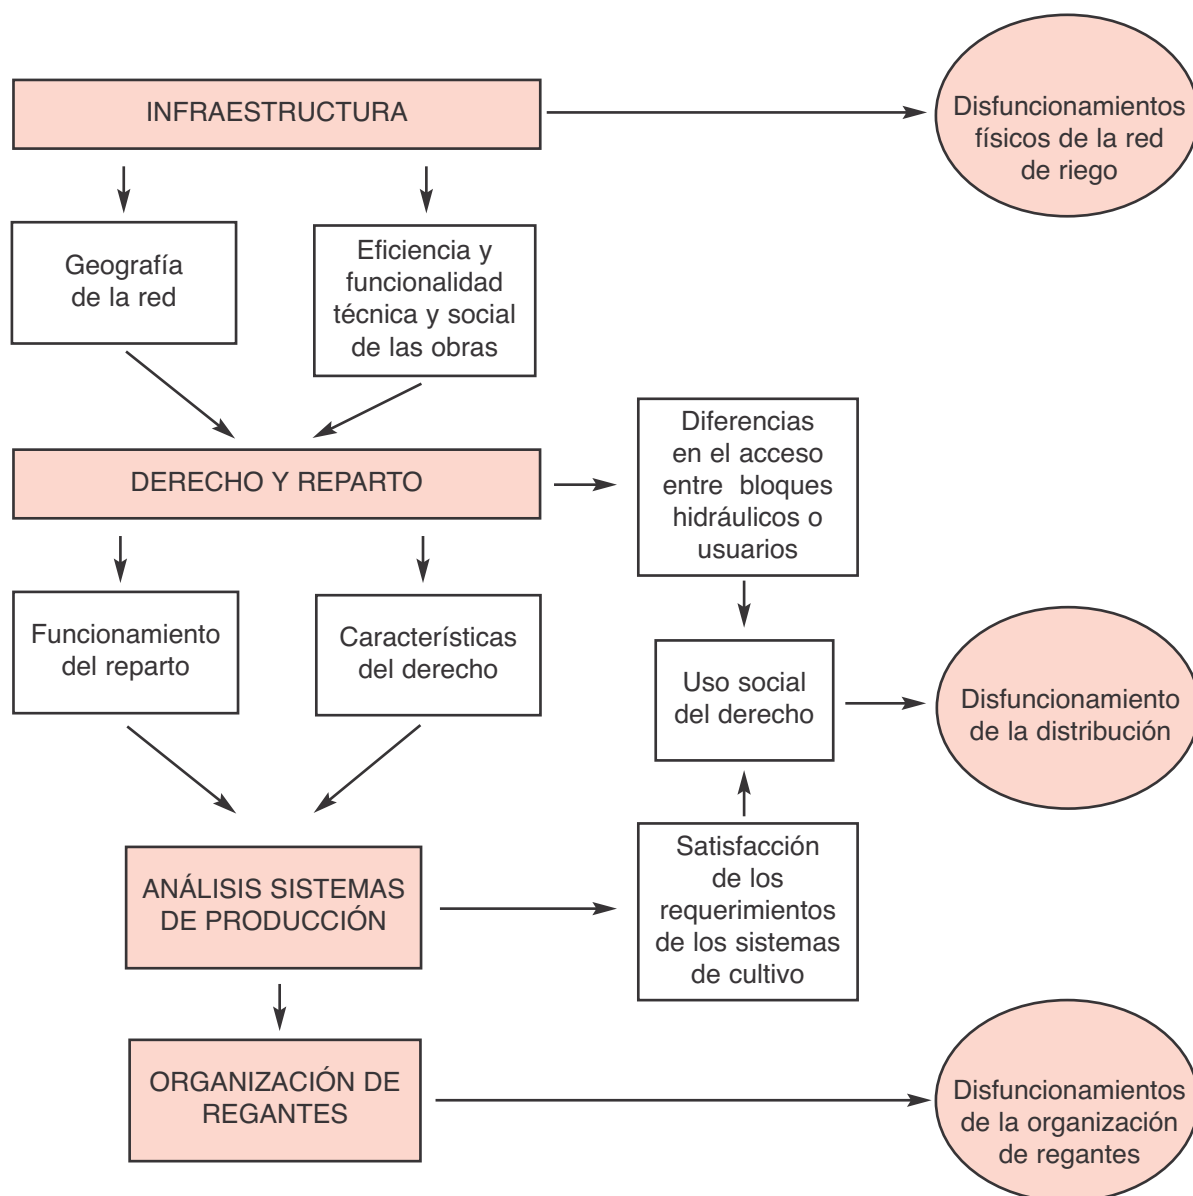 INFRAESTRUCTURA
Disfuncionamientos
físicos de la red
de riego
Geografía
de la red
Eficiencia y
funcionalidad
técnica y social
de las obras
DERECHO Y REPARTO
Diferencias
en el acceso
entre bloques
hidráulicos o
usuarios
Funcionamiento
del reparto
Características
del derecho
Uso social
del derecho
Disfuncionamiento
de la distribución
ANÁLISIS SISTEMAS
DE PRODUCCIÓN
Satisfacción
de los
requerimientos
de los sistemas
de cultivo
ORGANIZACIÓN DE
REGANTES
Disfuncionamientos
de la organización
de regantes